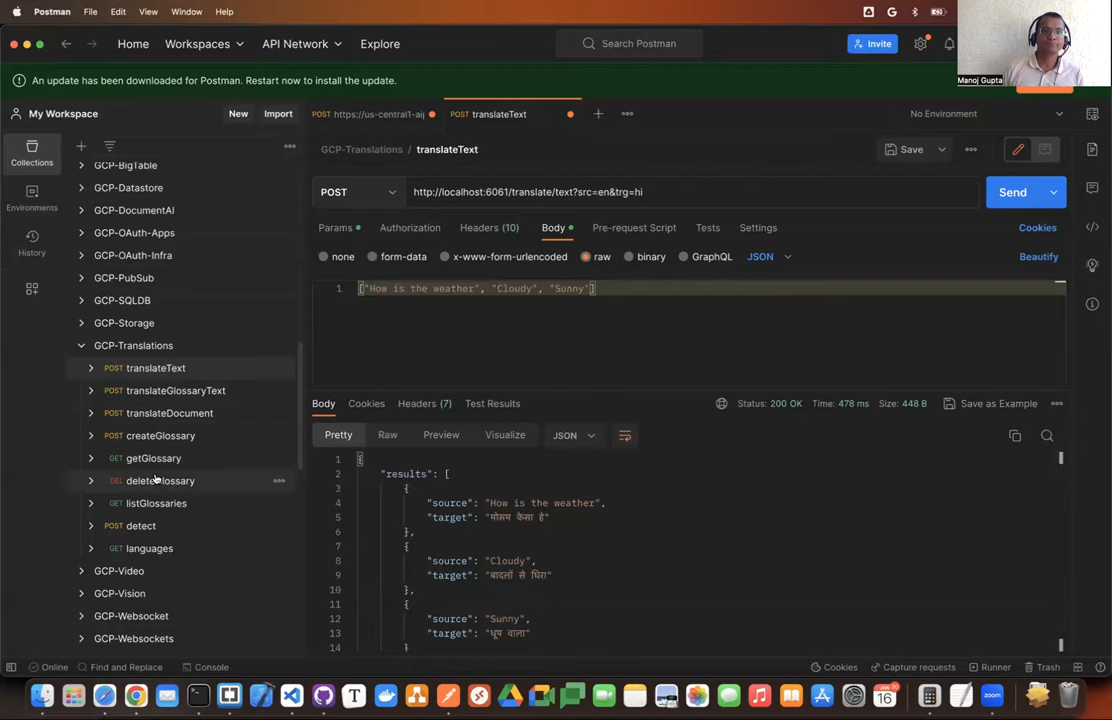 Postman File Edit View Window Help
Home Workspaces API Network Explore Search Postman Invite
Manoj Gupta
An update has been downloaded for Postman. Restart now to install the update.
My Workspace New Import
POST https://us-central1-aip POST translateText No Environment
Collections
Environments
History
GCP-BigTable
GCP-Datastore
GCP-DocumentAI
GCP-OAuth-Apps
GCP-OAuth-Infra
GCP-PubSub
GCP-SQLDB
GCP-Storage
GCP-Translations
POST translateText
POST translateGlossaryText
POST translateDocument
POST createGlossary
GET getGlossary
DEL deleteGlossary
GET listGlossaries
POST detect
GET languages
GCP-Video
GCP-Vision
GCP-Websocket
GCP-Websockets
GCP-Translations / translateText Save
POST http://localhost:6061/translate/text?src=en&trg=hi Send
Params Authorization Headers (10) Body Pre-request Script Tests Settings Cookies
none form-data x-www-form-urlencoded raw binary GraphQL JSON Beautify
1 ["How is the weather", "Cloudy", "Sunny"]
Body Cookies Headers (7) Test Results Status: 200 OK Time: 478 ms Size: 448 B Save as Example
Pretty Raw Preview Visualize JSON
1 {
2 "results": [
3 {
4 "source": "How is the weather",
5 "target": "मौसम कैसा है"
6 },
7 {
8 "source": "Cloudy",
9 "target": "बादलों से घिरा"
10 },
11 {
12 "source": "Sunny",
13 "target": "धूप वाला"
14 }
Online Find and Replace Console Cookies Capture requests Runner Trash
16
zoom